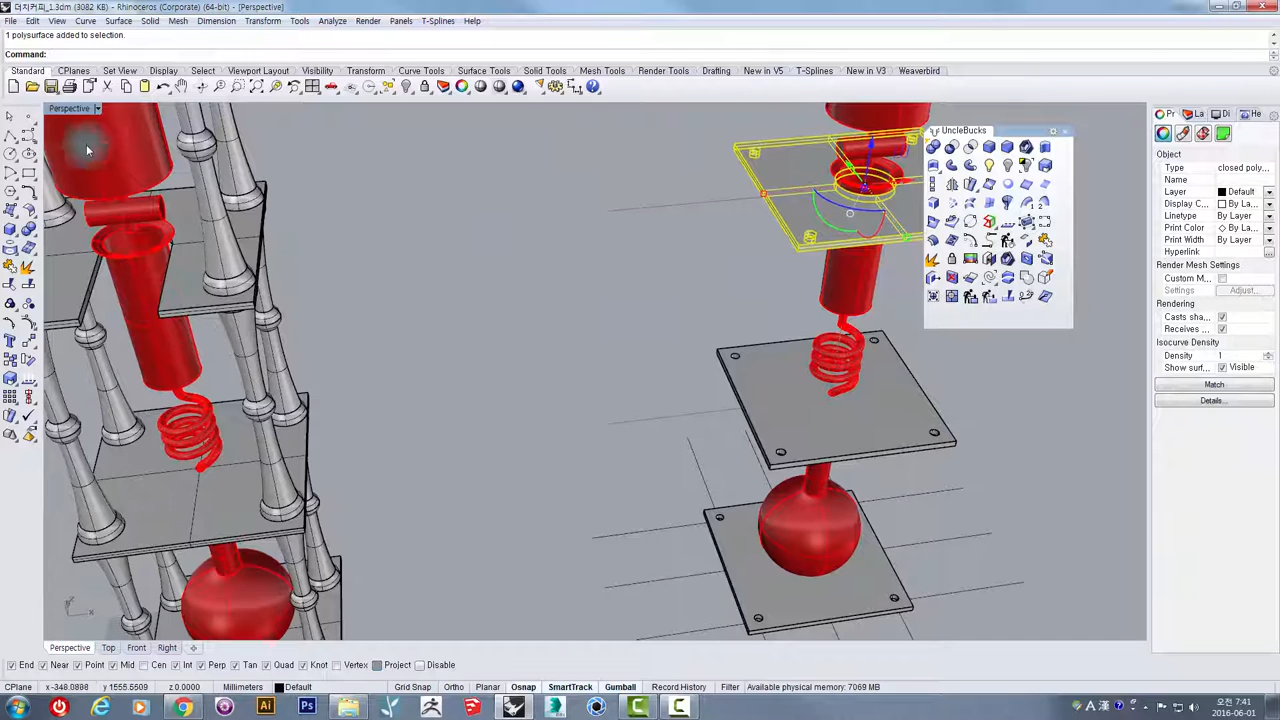 더치커피_1.3dm (3082 KB) - Rhinoceros (Corporate) (64-bit) - [Perspective]
File Edit View Curve Surface Solid Mesh Dimension Transform Tools Analyze Render Panels T-Splines Help
1 polysurface added to selection.
Command:
Standard CPlanes Set View Display Select Viewport Layout Visibility Transform Curve Tools Surface Tools Solid Tools Mesh Tools Render Tools Drafting New in V5 T-Splines New in V3 Weaverbird
Perspective
UncleBucks
Pr La Di He
Object
Type closed poly...
Name
Layer Default
Display C... By La...
Linetype By Layer
Print Color By La...
Print Width By Layer
Hyperlink
Render Mesh Settings
Custom M...
Settings Adjust...
Rendering
Casts sha...
Receives ...
Isocurve Density
Density 1
Show surf... Visible
Match
Details...
x
Perspective Top Front Right
End Near Point Mid Cen Int Perp Tan Quad Knot Vertex Project Disable
CPlane x -348.0888 y 1555.5509 z 0.0000 Millimeters Default Grid Snap Ortho Planar Osnap SmartTrack Gumball Record History Filter Available physical memory: 7069 MB
Ai Ps
A 漢 오전 7:41
2016-06-01